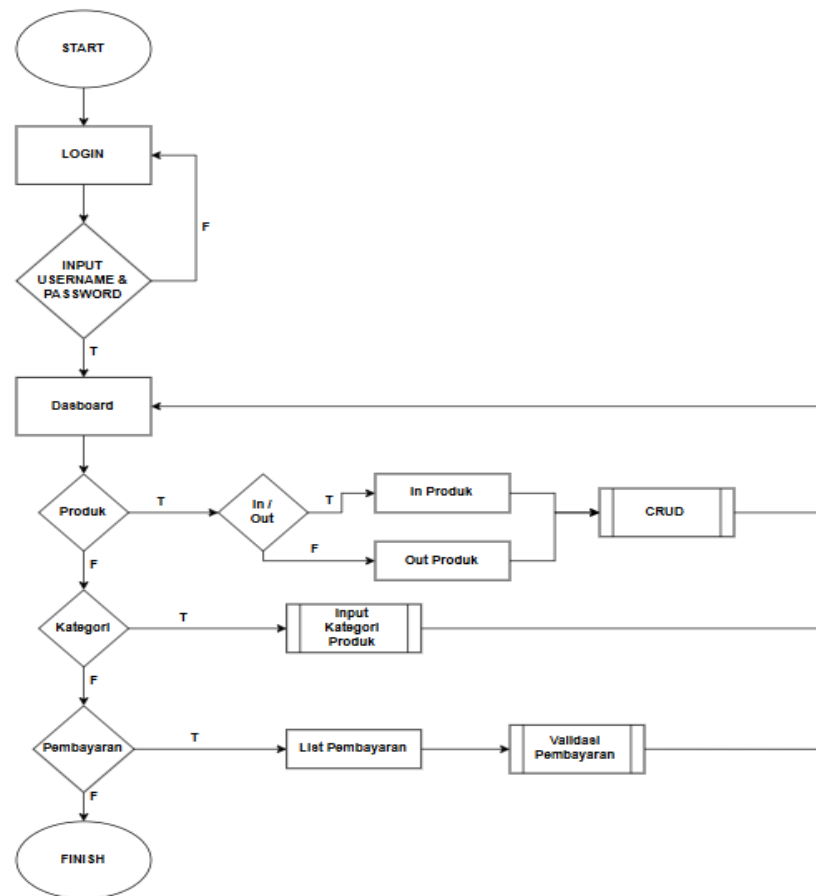 START
LOGIN
F
INPUT
USERNAME &
PASSWORD
T
Dasboard
Produk
T
In /
Out
T
In Produk
CRUD
F
Out Produk
F
Kategori
T
Input
Kategori
Produk
F
Pembayaran
T
List Pembayaran
Validasi
Pembayaran
F
FINISH